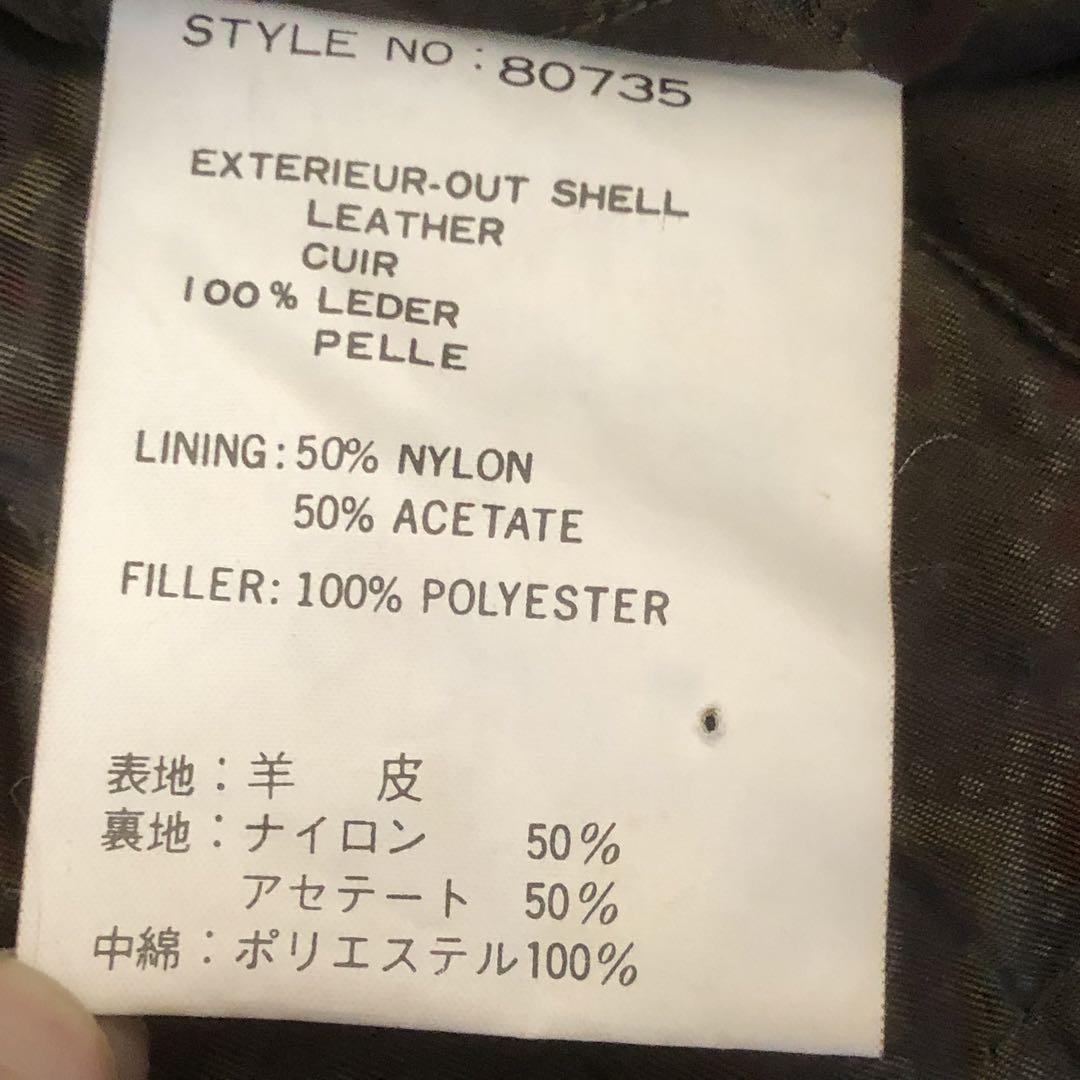 STYLE NO : 80735
EXTERIEUR-OUT SHELL
LEATHER
CUIR
100% LEDER
PELLE
LINING: 50% NYLON
50% ACETATE
FILLER: 100% POLYESTER
表地：羊 皮
裏地：ナイロン 50%
アセテート 50%
中綿：ポリエステル100%